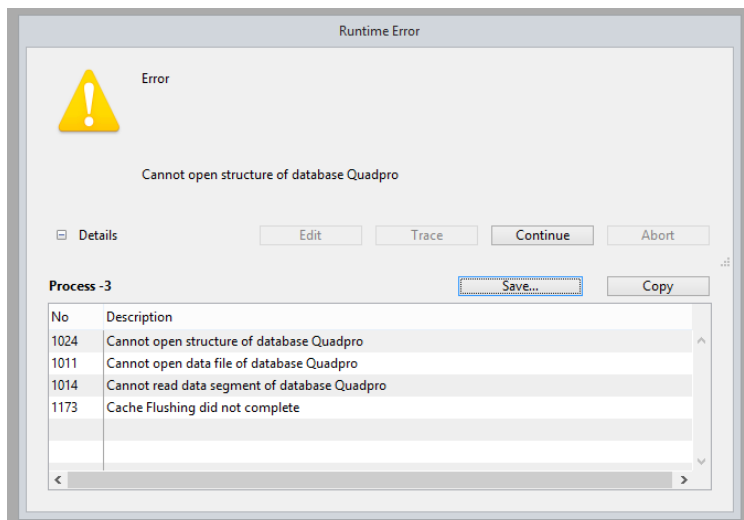 Runtime Error
Error
Cannot open structure of database Quadpro
Details Edit Trace Continue Abort
Process -3 Save... Copy
No Description
1024 Cannot open structure of database Quadpro
1011 Cannot open data file of database Quadpro
1014 Cannot read data segment of database Quadpro
1173 Cache Flushing did not complete